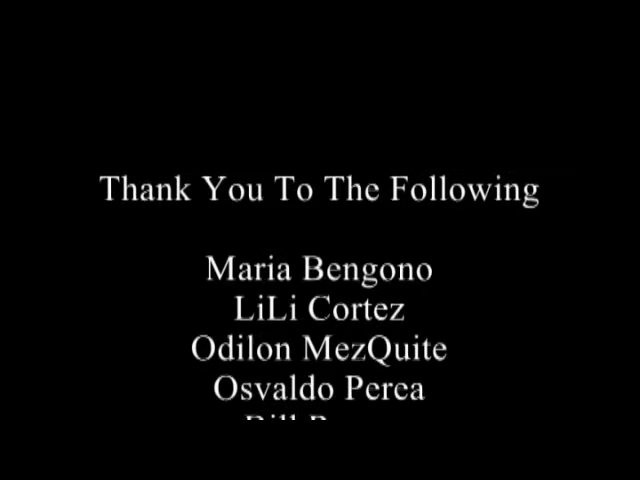 Thank You To The Following
Maria Bengono
LiLi Cortez
Odilon MezQuite
Osvaldo Perea